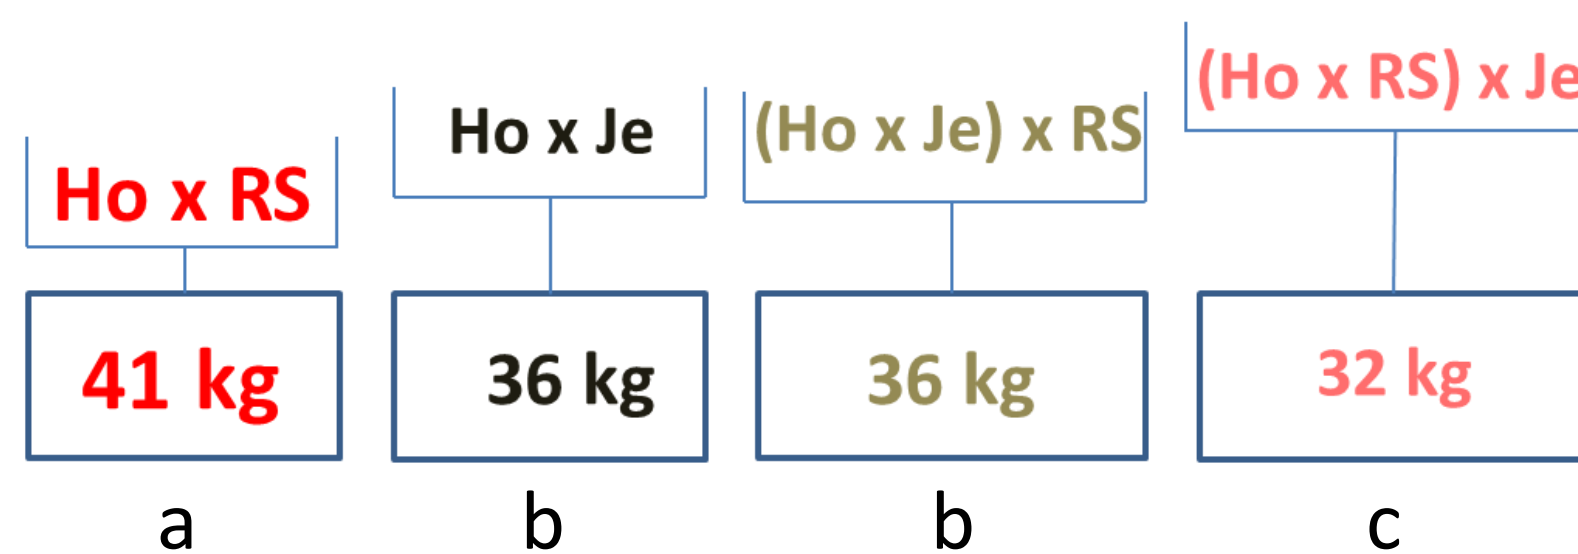 Ho x RS
Ho x Je
(Ho x Je) x RS
(Ho x RS) x Je
41 kg
36 kg
36 kg
32 kg
a
b
b
c